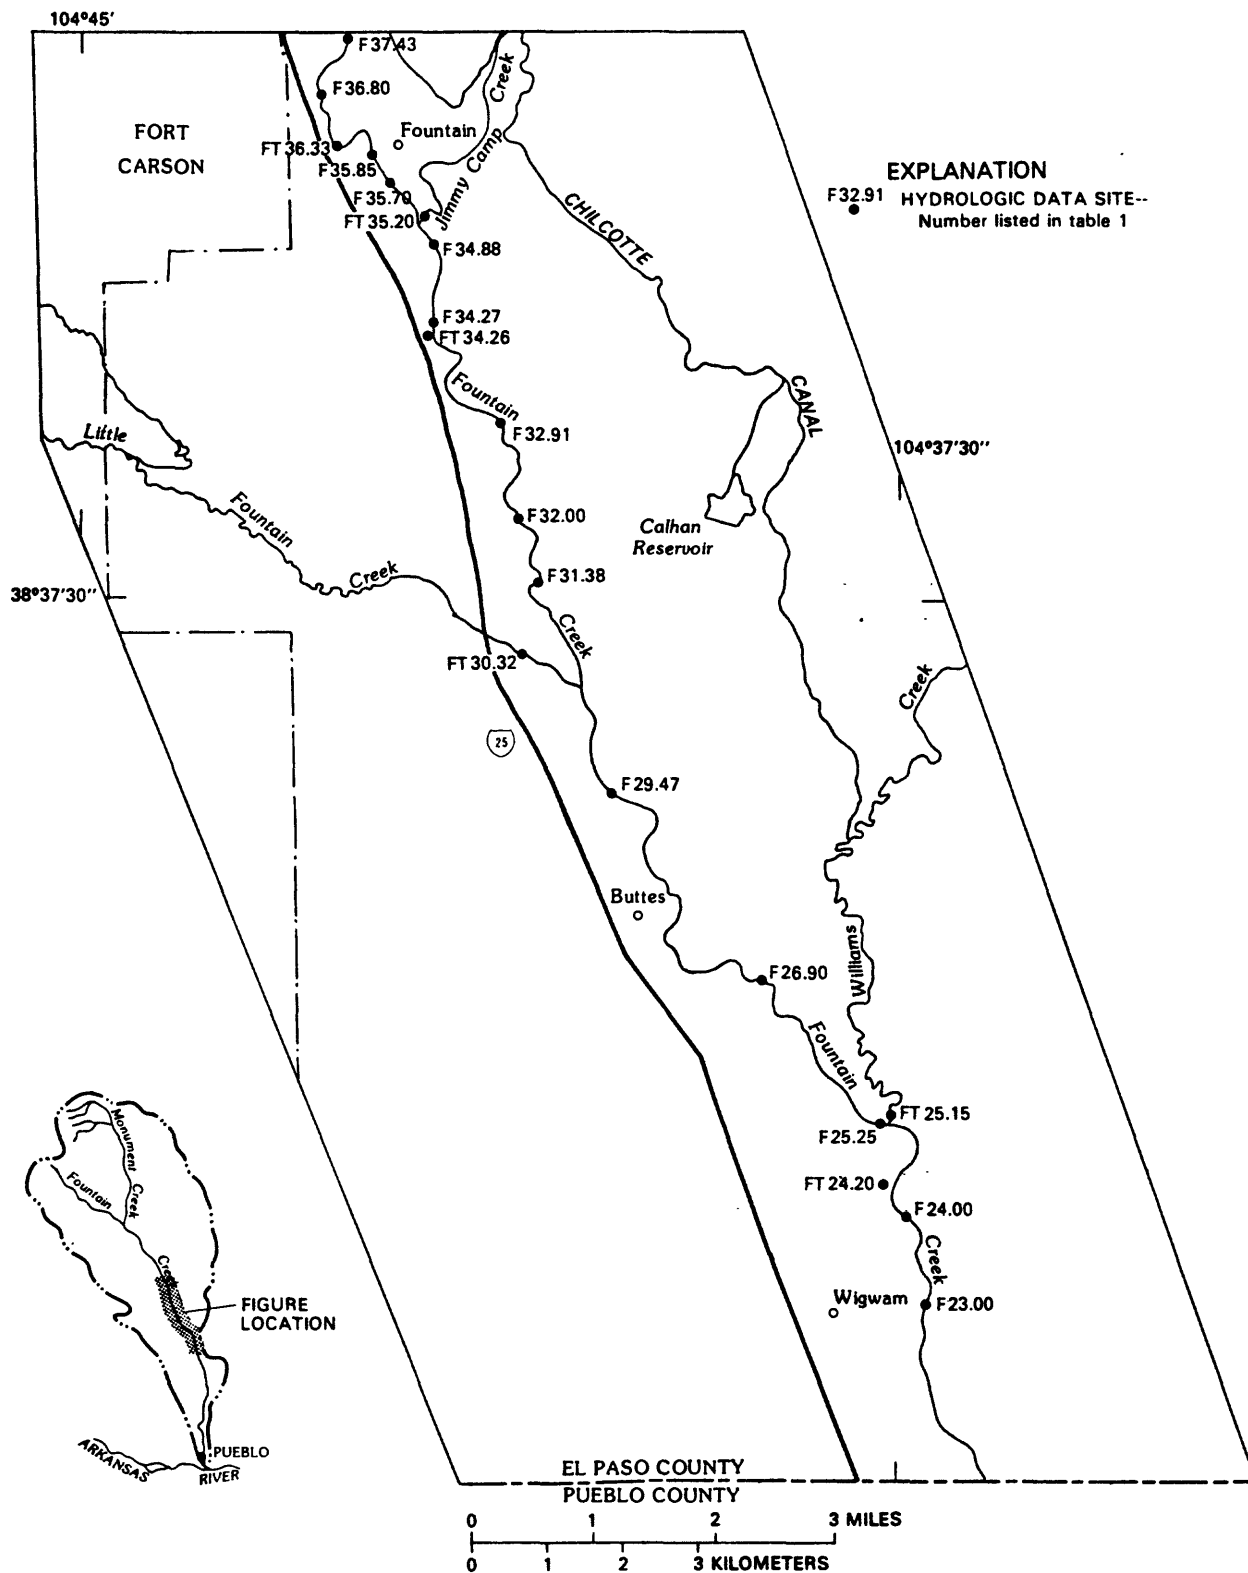 104°45'
F37.43
F36.80
FORT
CARSON
Creek
Fountain
FT36.33
F35.85
F35.70
FT35.20
Jimmy Camp
F34.88
CHILCOTTE
EXPLANATION
F32.91
HYDROLOGIC DATA SITE--
Number listed in table 1
F34.27
FT34.26
Fountain
F32.91
CANAL
104°37'30''
Little
Fountain
Creek
F32.00
Calhan
Reservoir
F31.38
38°37'30''
Creek
FT30.32
Creek
25
F29.47
Buttes
Williams
F26.90
Fountain
FT25.15
F25.25
FT24.20
F24.00
Creek
Wigwam
F23.00
Monument
Creek
Fountain
Creek
FIGURE
LOCATION
PUEBLO
ARKANSAS
RIVER
EL PASO COUNTY
PUEBLO COUNTY
0 1 2 3 MILES
0 1 2 3 KILOMETERS